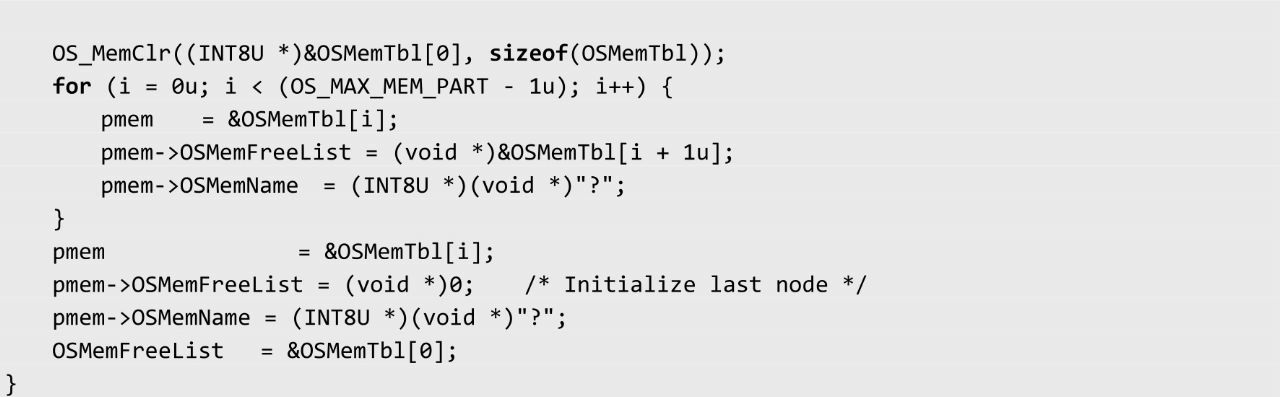 OS_MemClr((INT8U *)&OSMemTbl[0], sizeof(OSMemTbl));
for (i = 0u; i < (OS_MAX_MEM_PART - 1u); i++) {
pmem    = &OSMemTbl[i];
pmem->OSMemFreeList = (void *)&OSMemTbl[i + 1u];
pmem->OSMemName  = (INT8U *)(void *)"?";
}
pmem                = &OSMemTbl[i];
pmem->OSMemFreeList = (void *)0;    /* Initialize last node */
pmem->OSMemName = (INT8U *)(void *)"?";
OSMemFreeList   = &OSMemTbl[0];
}